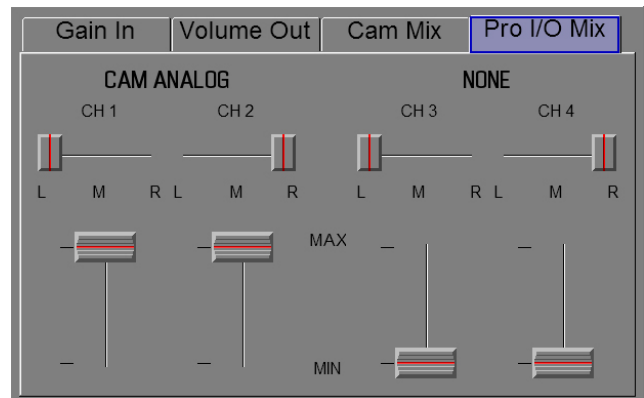 Gain In Volume Out Cam Mix Pro I/O Mix
CAM ANALOG NONE
CH 1 CH 2 CH 3 CH 4
L M R L M R L M R L M R
MAX
MIN